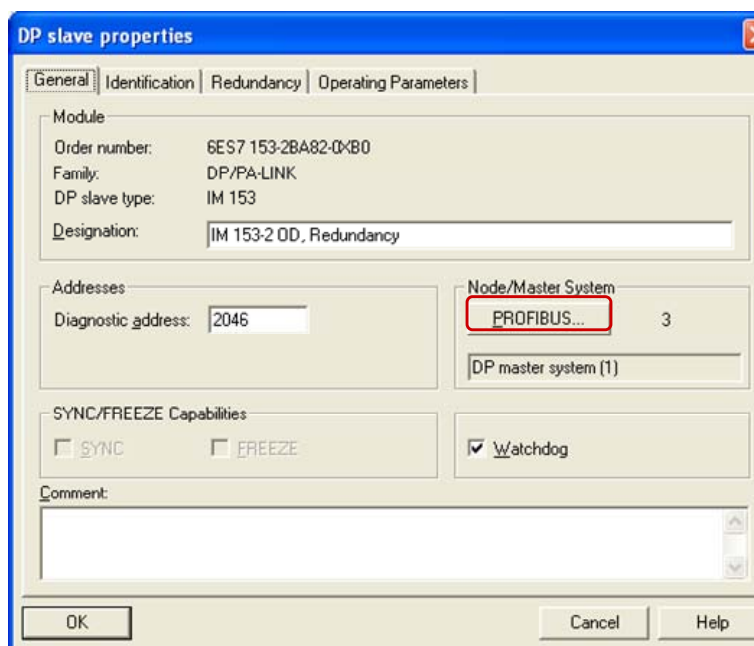 DP slave properties
General Identification Redundancy Operating Parameters
Module
Order number: 6ES7 153-2BA82-0XB0
Family: DP/PA-LINK
DP slave type: IM 153
Designation: IM 153-2 OD, Redundancy
Addresses
Diagnostic address: 2046
Node/Master System
PROFIBUS... 3
DP master system (1)
SYNC/FREEZE Capabilities
SYNC FREEZE
Watchdog
Comment:
OK Cancel Help